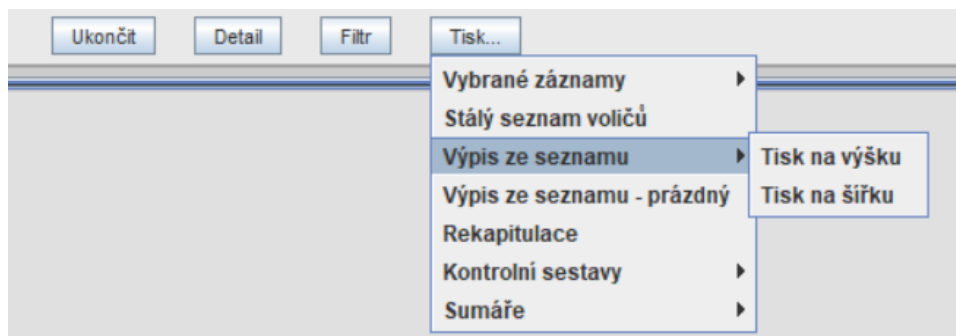 Ukončit Detail Filtr Tisk...
Vybrané záznamy
Stálý seznam voličů
Výpis ze seznamu Tisk na výšku
Výpis ze seznamu - prázdný Tisk na šířku
Rekapitulace
Kontrolní sestavy
Sumáře